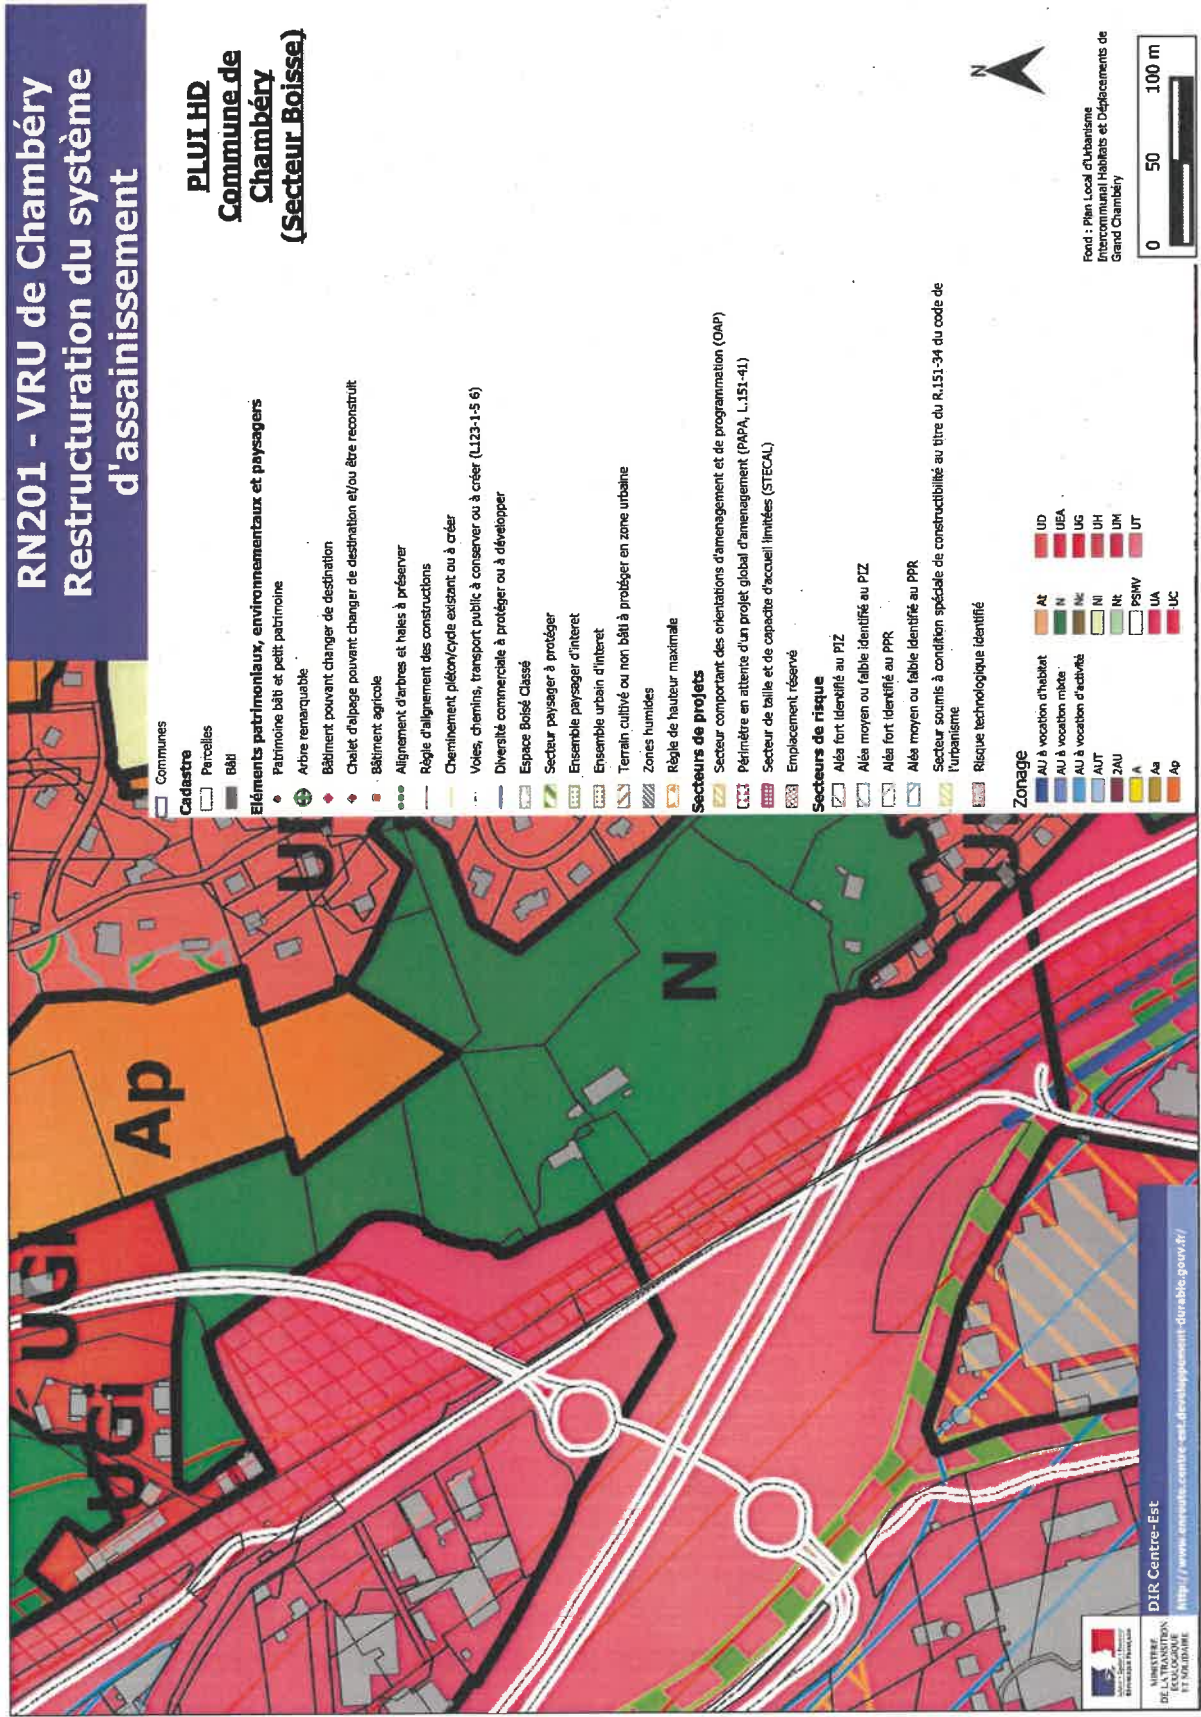 RN201 - VRU de Chambéry
Restructuration du système
d'assainissement
PLUI HD
Commune de
Chambéry
(Secteur Boisse)
Communes
Cadastre
Parcelles
Bâti
Eléments patrimoniaux, environnementaux et paysagers
Patrimoine bâti et petit patrimoine
Arbre remarquable
Bâtiment pouvant changer de destination
Chalet d'alpage pouvant changer de destination et/ou être reconstruit
Bâtiment agricole
Alignement d'arbres et haies à préserver
Règle d'alignement des constructions
Cheminement piéton/cycle existant ou à créer
Voies, chemins, transport public à conserver ou à créer (L123-1-5 6)
Diversité commerciale à protéger ou à développer
Espace Boisé Classé
Secteur paysager à protéger
Ensemble paysager d'interet
Ensemble urbain d'interet
Terrain cultivé ou non bâti à protéger en zone urbaine
Zones humides
Règle de hauteur maximale
Secteurs de projets
Secteur comportant des orientations d'amenagement et de programmation (OAP)
Périmètre en attente d'un projet global d'amenagement (PAPA, L.151-41)
Secteur de taille et de capacite d'accueil limitées (STECAL)
Emplacement réservé
Secteurs de risque
Aléa fort identifié au PIZ
Aléa moyen ou faible identifié au PIZ
Aléa fort identifié au PPR
Aléa moyen ou faible identifié au PPR
Secteur soumis à condition spéciale de constructibilité au titre du R.151-34 du code de
l'urbanisme
Risque technologique identifié
Zonage
AU à vocation d'habitat
AU à vocation mixte
AU à vocation d'activité
AUT
2AU
A
Aa
Ap
At
N
Nc
Nl
Nt
PSMV
UA
UC
UD
UEA
UG
UH
UM
UT
N
Fond : Plan Local d'Urbanisme
Intercommunal Habitats et Déplacements de
Grand Chambéry
0 50 100 m
Ap
N
UGi
UGi
MINISTÈRE
DE LA TRANSITION
ÉCOLOGIQUE
ET SOLIDAIRE
DIR Centre-Est
http://www.enroute.centre-est.developpement-durable.gouv.fr/